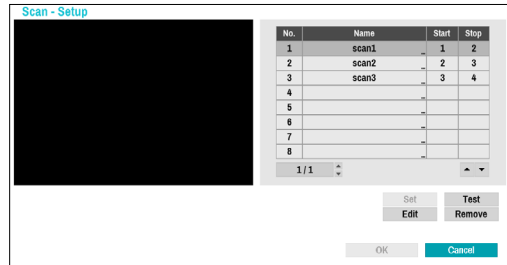 Scan - Setup
No. Name Start Stop
1 scan1 1 2
2 scan2 2 3
3 scan3 3 4
4
5
6
7
8
1 / 1
Set Test
Edit Remove
OK Cancel